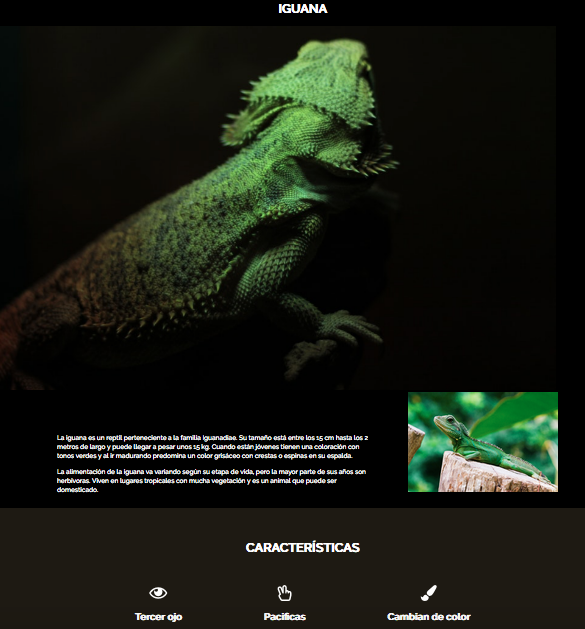 IGUANA
La iguana es un reptil perteneciente a la familia iguanadiae. Su tamaño está entre los 15 cm hasta los 2
metros de largo y puede llegar a pesar unos 15 kg. Cuando están jóvenes tienen una coloración con
tonos verdes y al ir madurando predomina un color grisáceo con crestas o espinas en su espalda.
La alimentación de la iguana va variando según su etapa de vida, pero la mayor parte de sus años son
herbívoras. Viven en lugares tropicales con mucha vegetación y es un animal que puede ser
domesticado.
CARACTERÍSTICAS
Tercer ojo
Pacíficas
Cambian de color